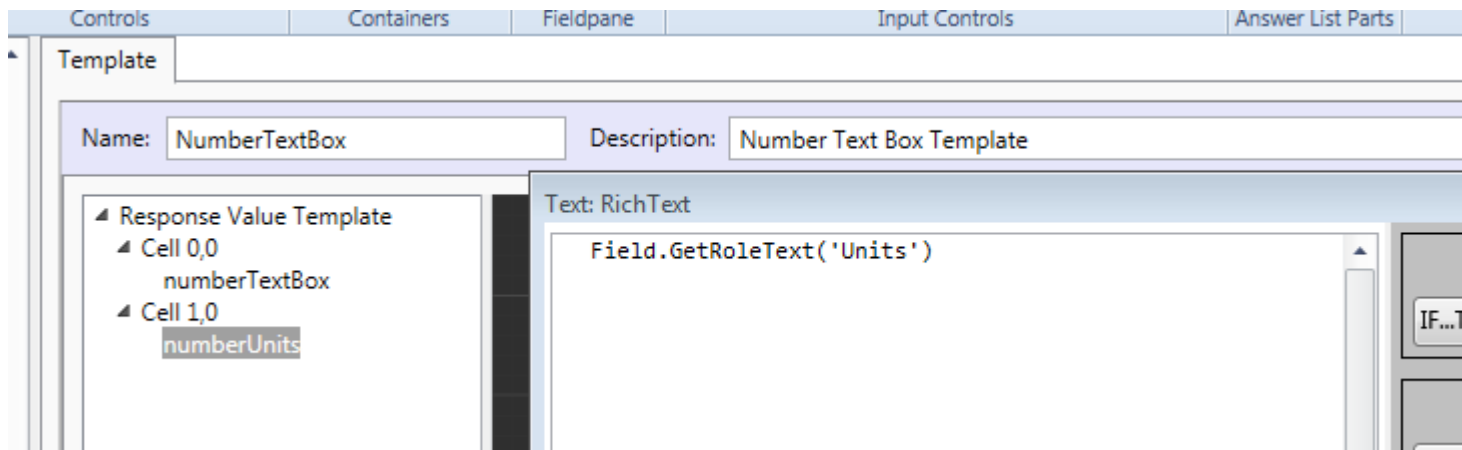 Controls Containers Fieldpane Input Controls Answer List Parts
Template
Name: NumberTextBox Description: Number Text Box Template
Text: RichText
Response Value Template
Cell 0,0
numberTextBox
Cell 1,0
numberUnits
Field.GetRoleText('Units')
IF...T